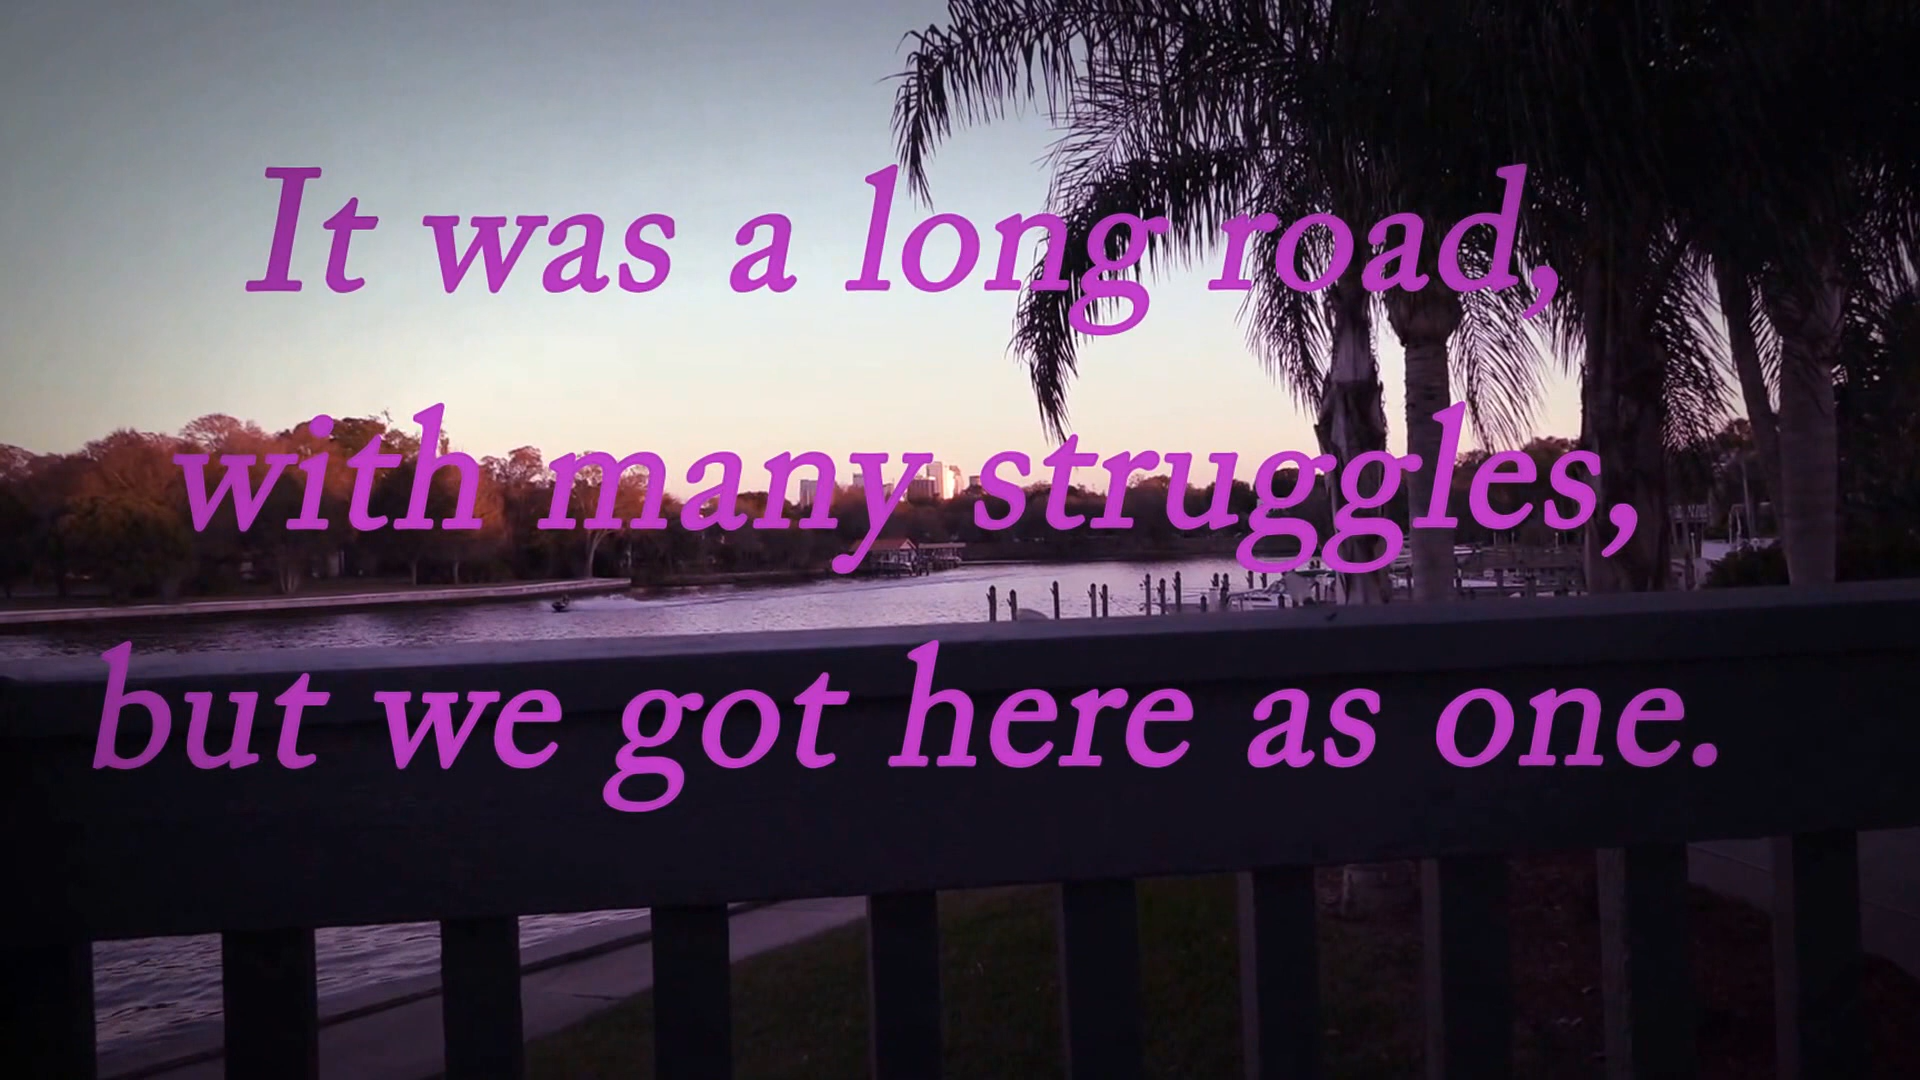 It was a long road,
with many struggles,
but we got here as one.